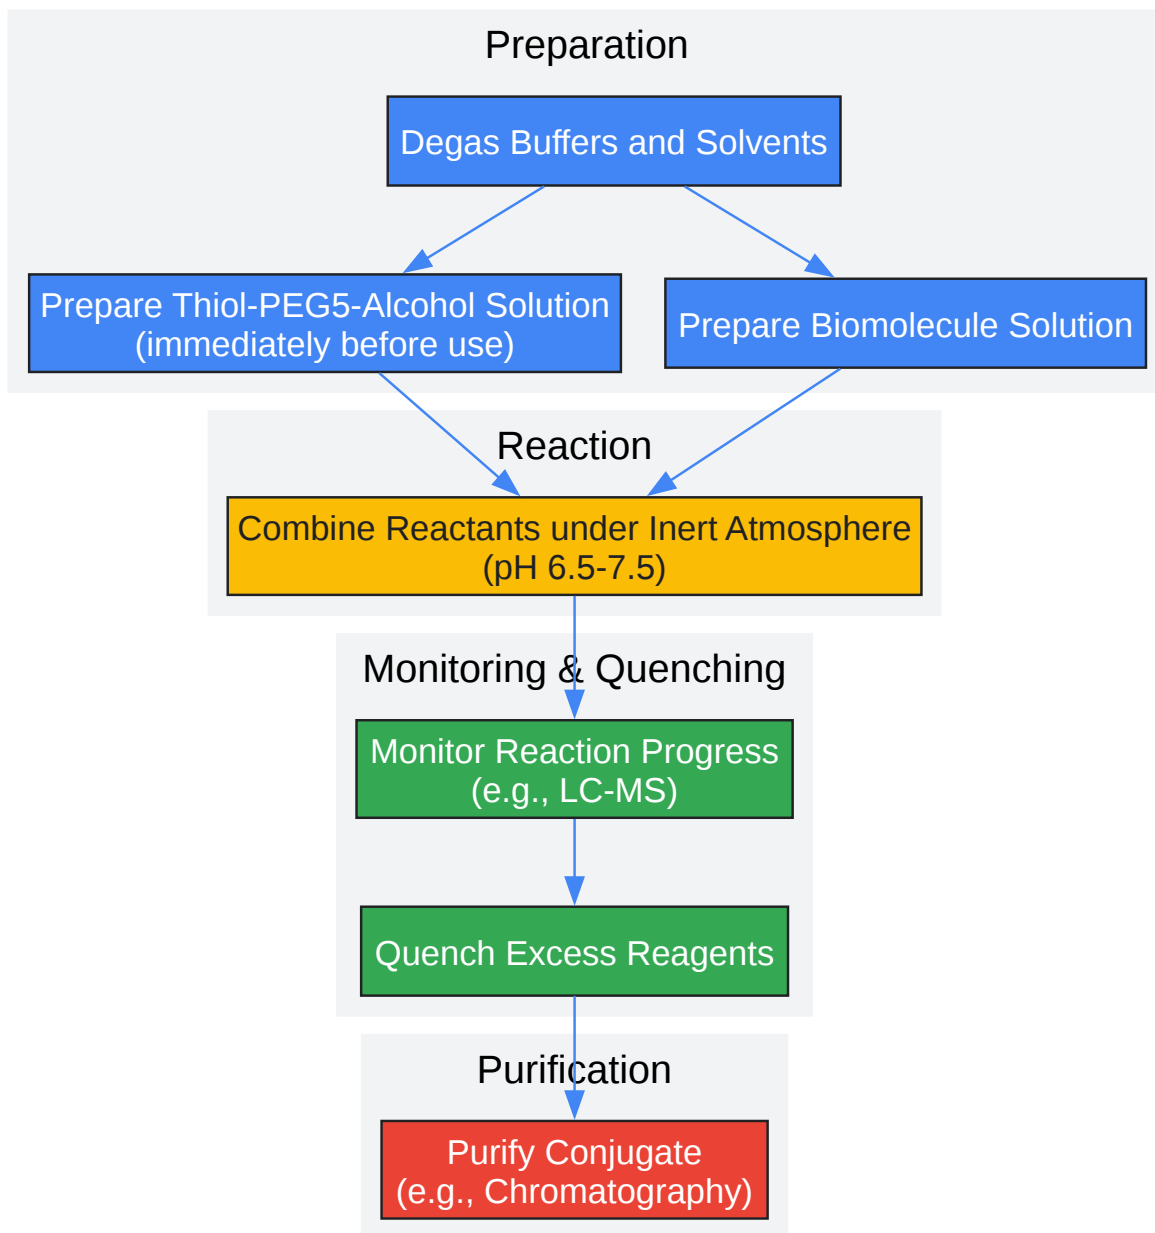 Preparation
Degas Buffers and Solvents
Prepare Thiol-PEG5-Alcohol Solution
(immediately before use)
Prepare Biomolecule Solution
Reaction
Combine Reactants under Inert Atmosphere
(pH 6.5-7.5)
Monitoring & Quenching
Monitor Reaction Progress
(e.g., LC-MS)
Quench Excess Reagents
Purification
Purify Conjugate
(e.g., Chromatography)